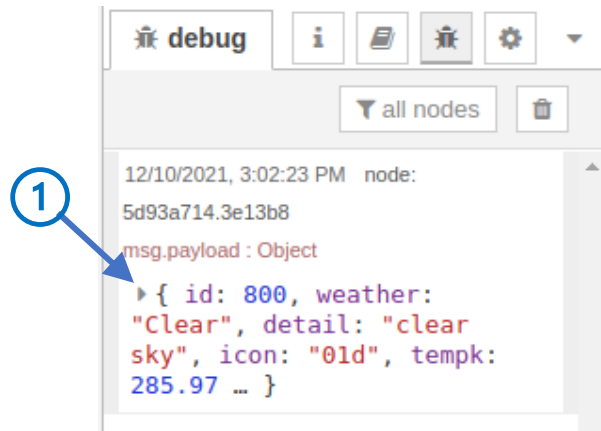 debug
i
all nodes
1
12/10/2021, 3:02:23 PM node:
5d93a714.3e13b8
msg.payload : Object
{ id: 800, weather:
"Clear", detail: "clear
sky", icon: "01d", tempk:
285.97 … }